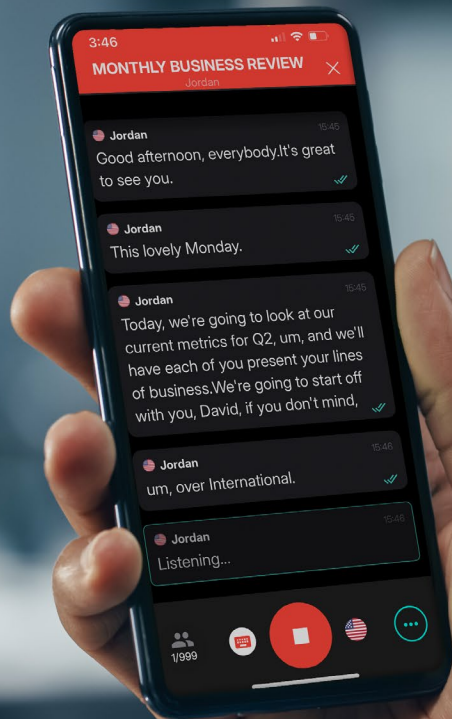 3:46
MONTHLY BUSINESS REVIEW
Jordan
Jordan
15:45
Good afternoon, everybody.It's great
to see you.
Jordan
15:45
This lovely Monday.
Jordan
15:45
Today, we're going to look at our
current metrics for Q2, um, and we'll
have each of you present your lines
of business.We're going to start off
with you, David, if you don't mind,
Jordan
15:46
um, over International.
Jordan
15:46
Listening...
1/999